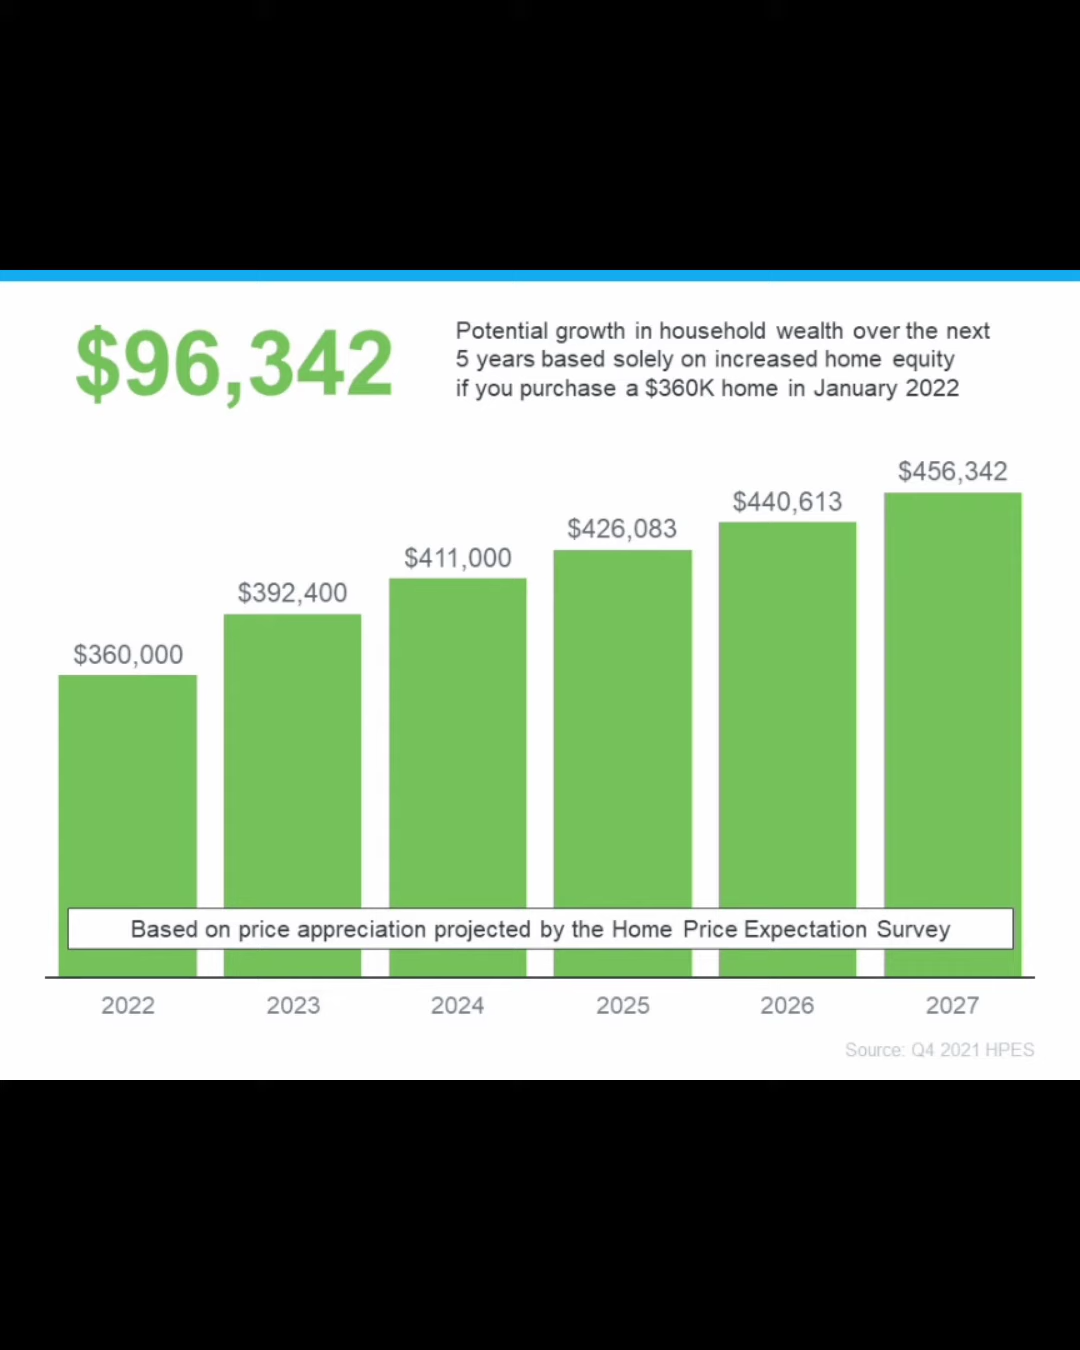 $96,342
Potential growth in household wealth over the next
5 years based solely on increased home equity
if you purchase a $360K home in January 2022
$360,000
$392,400
$411,000
$426,083
$440,613
$456,342
Based on price appreciation projected by the Home Price Expectation Survey
2022
2023
2024
2025
2026
2027
Source: Q4 2021 HPES